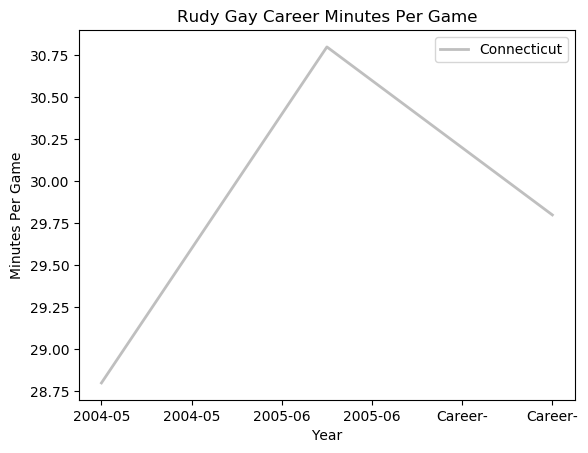 Rudy Gay Career Minutes Per Game
Connecticut
30.75
30.50
30.25
30.00
29.75
29.50
29.25
29.00
28.75
Minutes Per Game
2004-05 2004-05 2005-06 2005-06 Career- Career-
Year